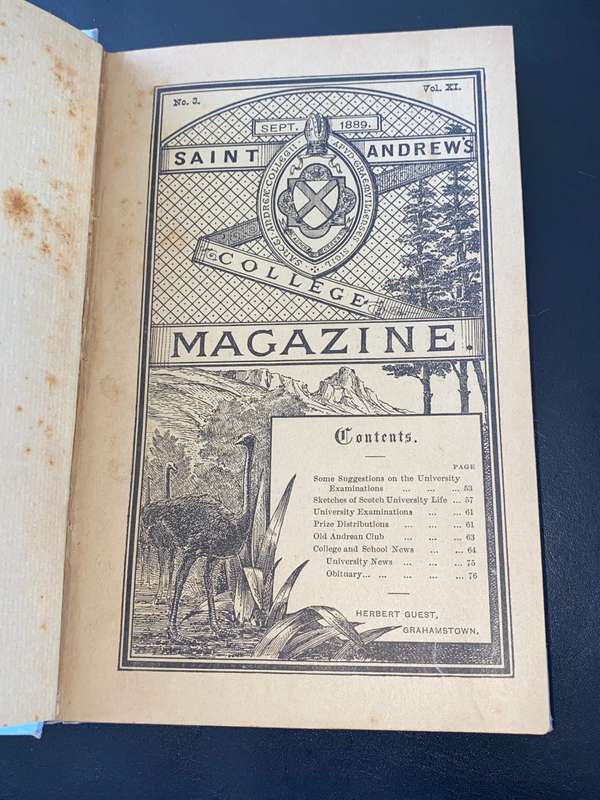 No. 3.
Vol. XI.
SEPT. 1889.
SAINT ANDREW'S
COLLEGE
MAGAZINE.
Contents.
PAGE
Some Suggestions on the University
Examinations ... ... ... 53
Sketches of Scotch University Life ... 57
University Examinations ... ... 61
Prize Distributions ... ... ... 61
Old Andrean Club ... ... ... 63
College and School News ... ... 64
University News ... ... ... 75
Obituary... ... ... ... ... 76
HERBERT GUEST,
GRAHAMSTOWN.